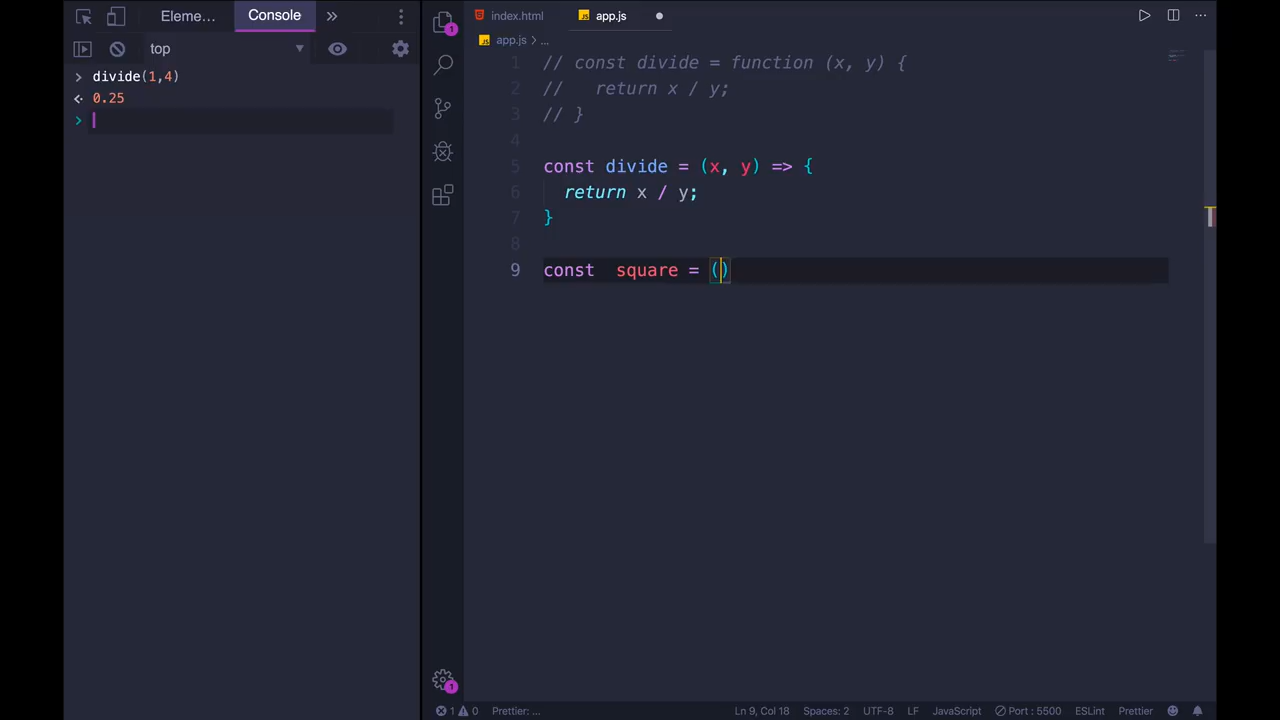 Eleme… Console »
top
> divide(1,4)
0.25
>
1
index.html app.js
app.js > ...
1 // const divide = function (x, y) {
2 //   return x / y;
3 // }
4
5 const divide = (x, y) => {
6   return x / y;
7 }
8
9 const  square = ()
1
1 0 Prettier: ... Ln 9, Col 18 Spaces: 2 UTF-8 LF JavaScript Port : 5500 ESLint Prettier